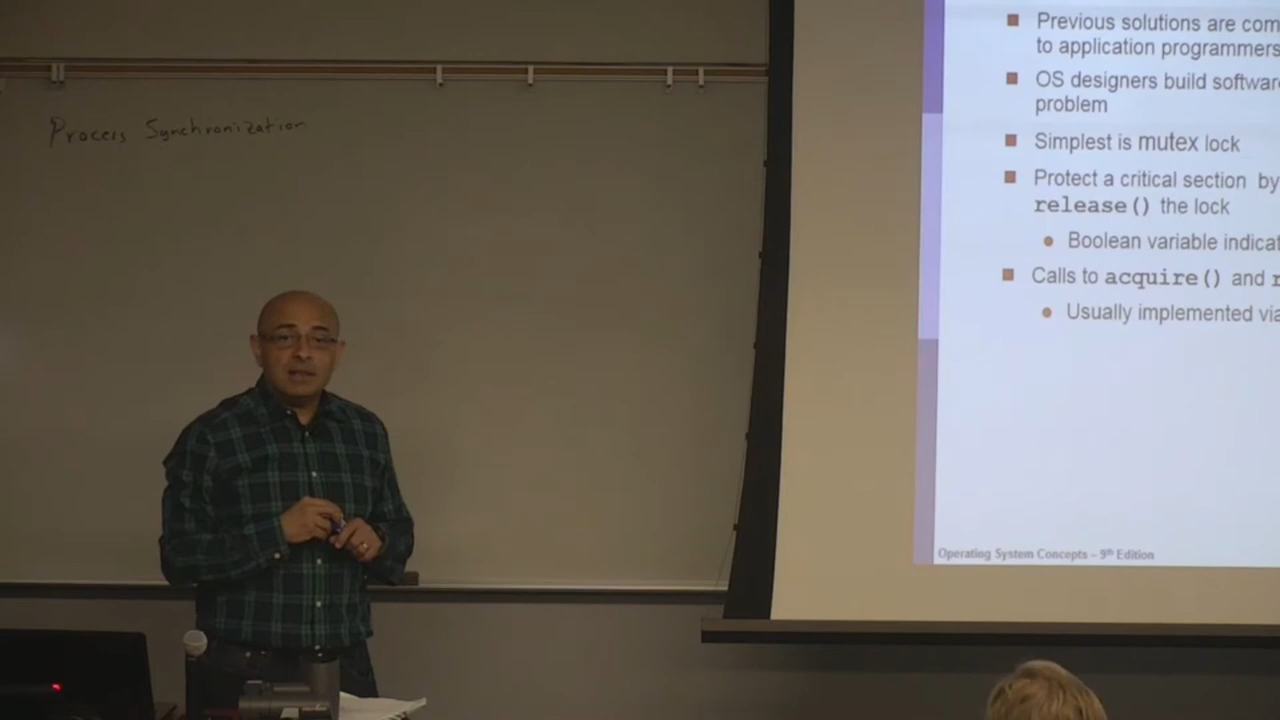 Process Synchronization
Previous solutions are com
to application programmers
OS designers build software
problem
Simplest is mutex lock
Protect a critical section by
release() the lock
Boolean variable indicat
Calls to acquire() and r
Usually implemented via
Operating System Concepts – 9th Edition